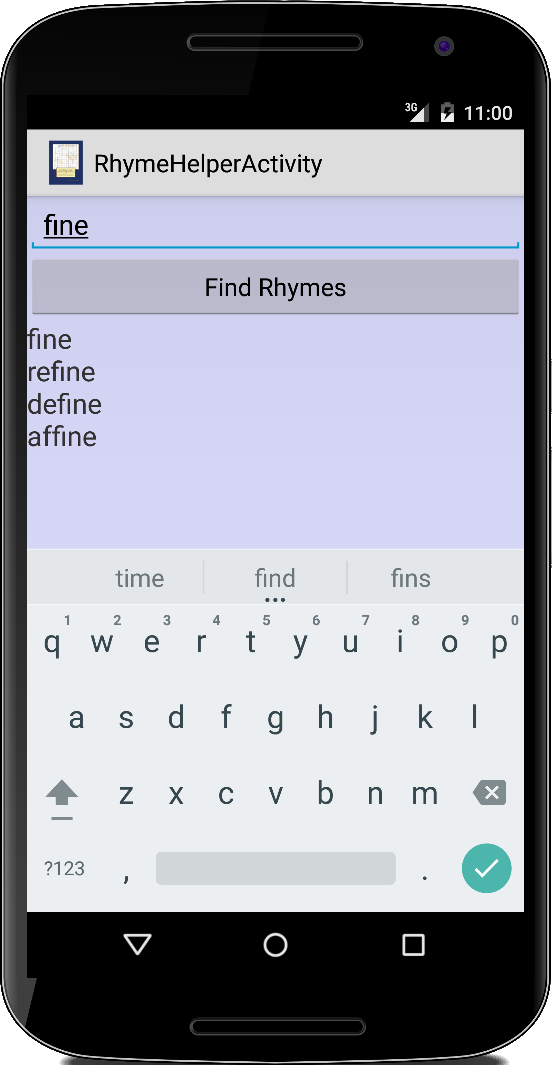 3G 11:00
RhymeHelperActivity
fine
Find Rhymes
fine
refine
define
affine
time find fins
q 1 w 2 e 3 r 4 t 5 y 6 u 7 i 8 o 9 p 0
a s d f g h j k l
z x c v b n m
?123 , .